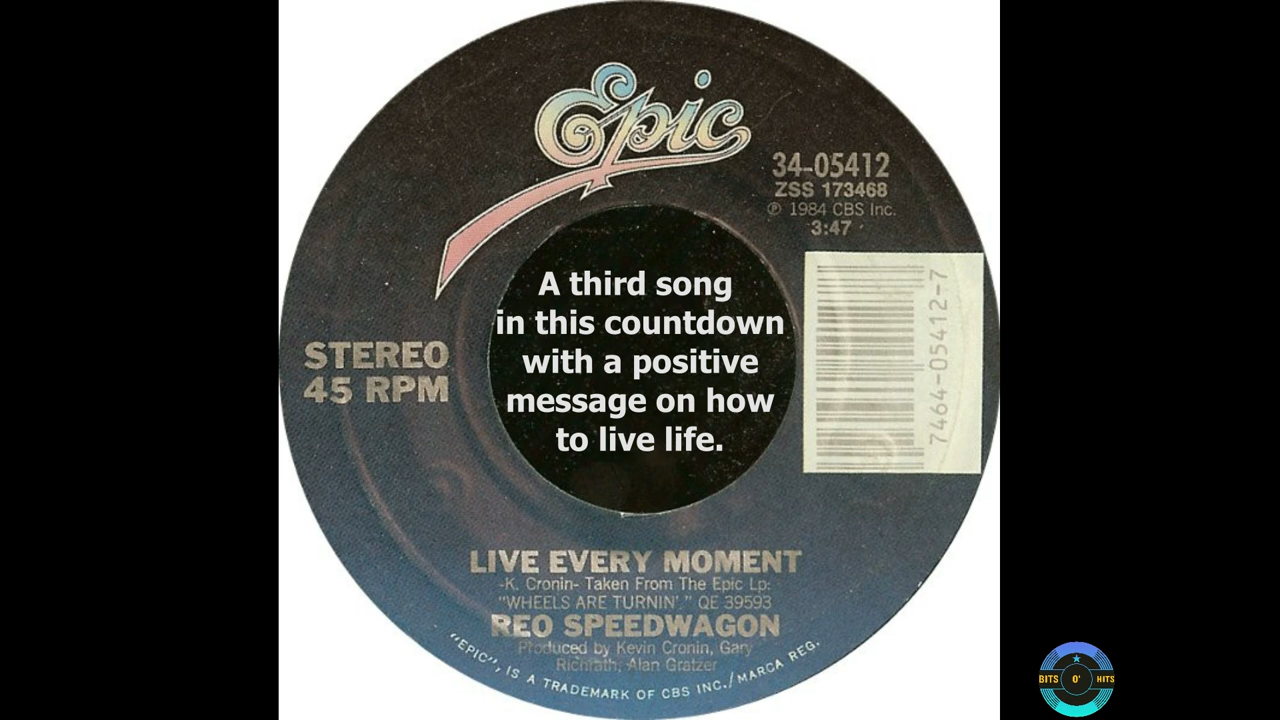 Epic
34-05412
ZSS 173468
℗ 1984 CBS Inc.
3:47
A third song
in this countdown
with a positive
message on how
to live life.
STEREO
45 RPM
7464-05412-7
LIVE EVERY MOMENT
-K. Cronin- Taken From The Epic Lp:
"WHEELS ARE TURNIN'." QE 39593
REO SPEEDWAGON
Produced by Kevin Cronin, Gary
Richrath, Alan Gratzer
"EPIC", IS A TRADEMARK OF CBS INC./MARCA REG.
BITS O' HITS